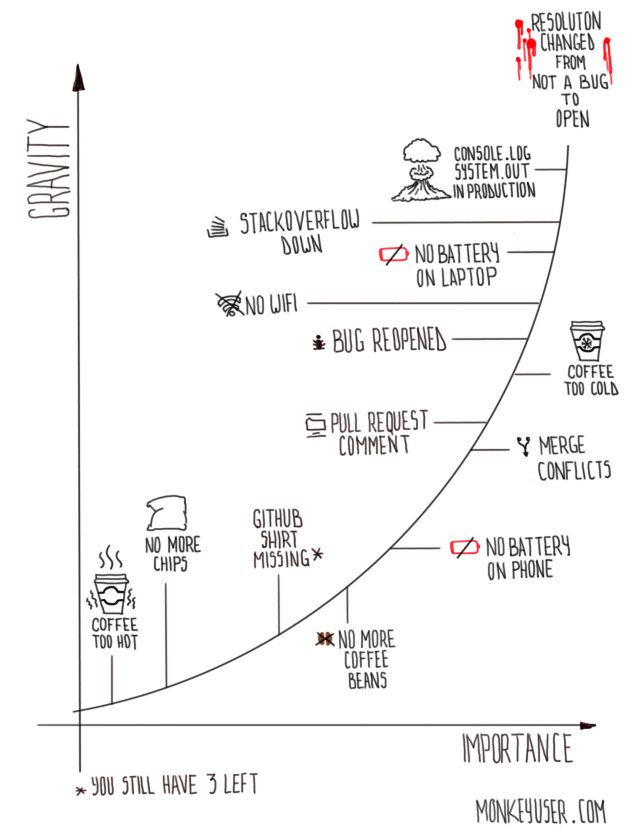 RESOLUTON
CHANGED
FROM
NOT A BUG
TO
OPEN
GRAVITY
CONSOLE.LOG
SYSTEM.OUT
IN PRODUCTION
STACKOVERFLOW
DOWN
NO BATTERY
ON LAPTOP
NO WIFI
BUG REOPENED
COFFEE
TOO COLD
PULL REQUEST
COMMENT
MERGE
CONFLICTS
NO BATTERY
ON PHONE
GITHUB
SHIRT
MISSING*
NO MORE
CHIPS
COFFEE
TOO HOT
NO MORE
COFFEE
BEANS
IMPORTANCE
* YOU STILL HAVE 3 LEFT
MONKEYUSER.COM